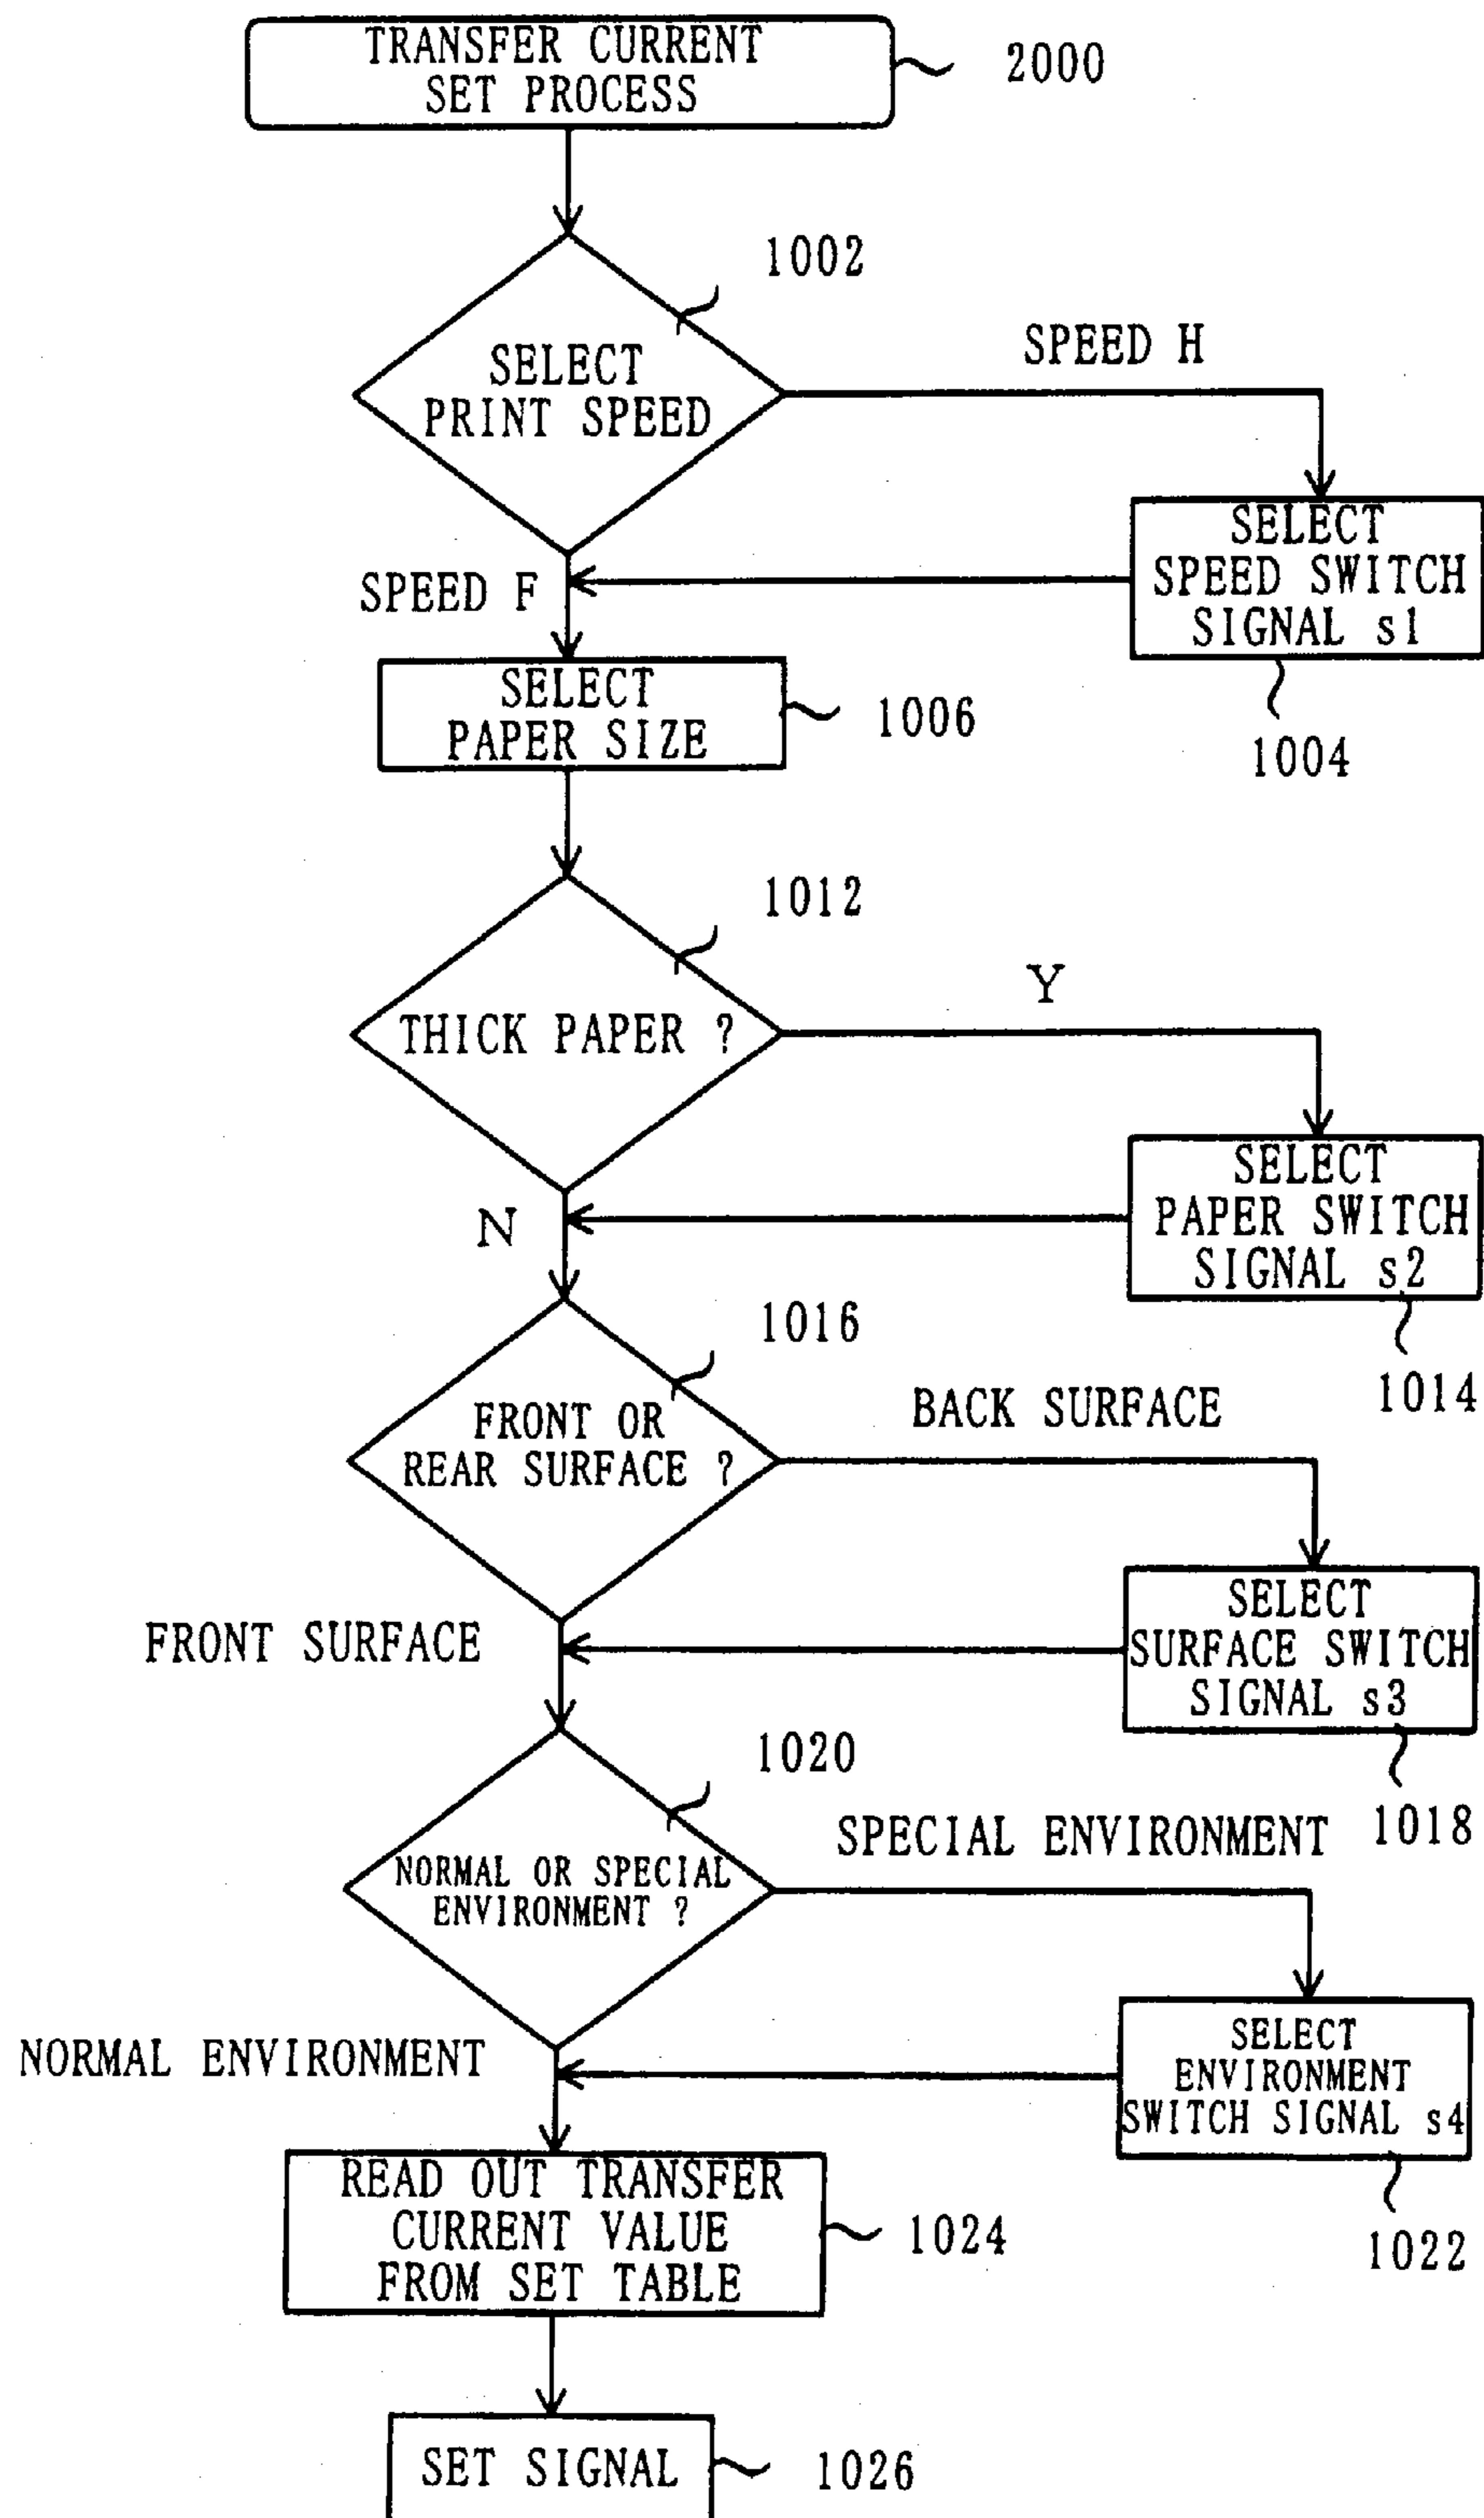 TRANSFER CURRENT
SET PROCESS
2000
1002
SELECT
PRINT SPEED
SPEED H
SELECT
SPEED SWITCH
SIGNAL s1
1004
SPEED F
SELECT
PAPER SIZE
1006
1012
THICK PAPER ?
Y
SELECT
PAPER SWITCH
SIGNAL s2
1014
N
1016
FRONT OR
REAR SURFACE ?
BACK SURFACE
SELECT
SURFACE SWITCH
SIGNAL s3
1018
FRONT SURFACE
1020
NORMAL OR SPECIAL
ENVIRONMENT ?
SPECIAL ENVIRONMENT
SELECT
ENVIRONMENT
SWITCH SIGNAL s4
1022
NORMAL ENVIRONMENT
READ OUT TRANSFER
CURRENT VALUE
FROM SET TABLE
1024
SET SIGNAL
1026